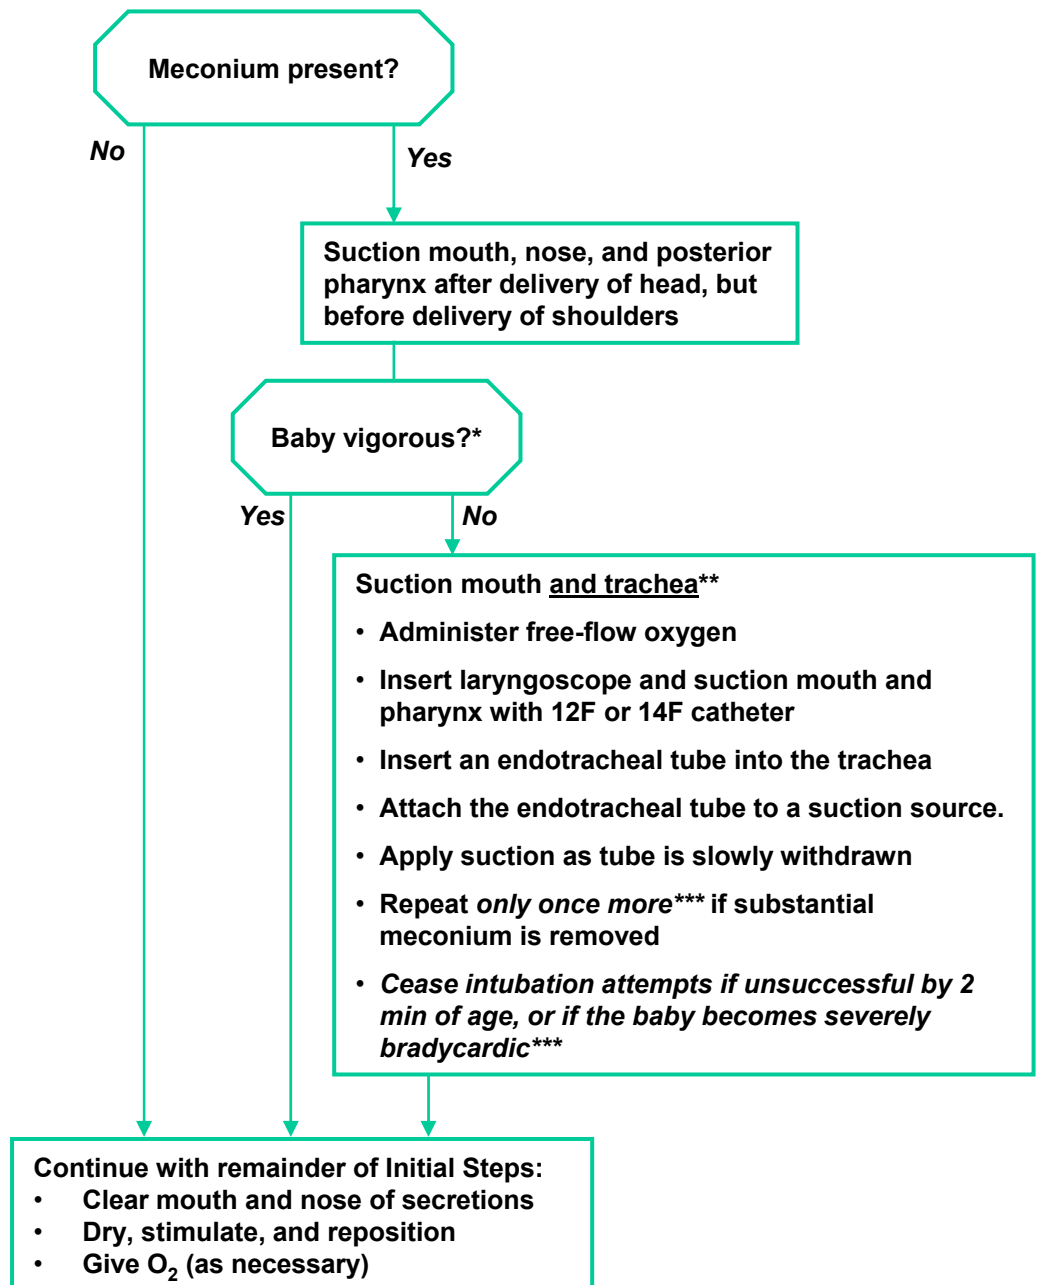 Meconium present?
No
Yes
Suction mouth, nose, and posterior
pharynx after delivery of head, but
before delivery of shoulders
Baby vigorous?*
Yes
No
Suction mouth and trachea**
• Administer free-flow oxygen
• Insert laryngoscope and suction mouth and
pharynx with 12F or 14F catheter
• Insert an endotracheal tube into the trachea
• Attach the endotracheal tube to a suction source.
• Apply suction as tube is slowly withdrawn
• Repeat only once more*** if substantial
meconium is removed
• Cease intubation attempts if unsuccessful by 2
min of age, or if the baby becomes severely
bradycardic***
Continue with remainder of Initial Steps:
• Clear mouth and nose of secretions
• Dry, stimulate, and reposition
• Give O₂ (as necessary)